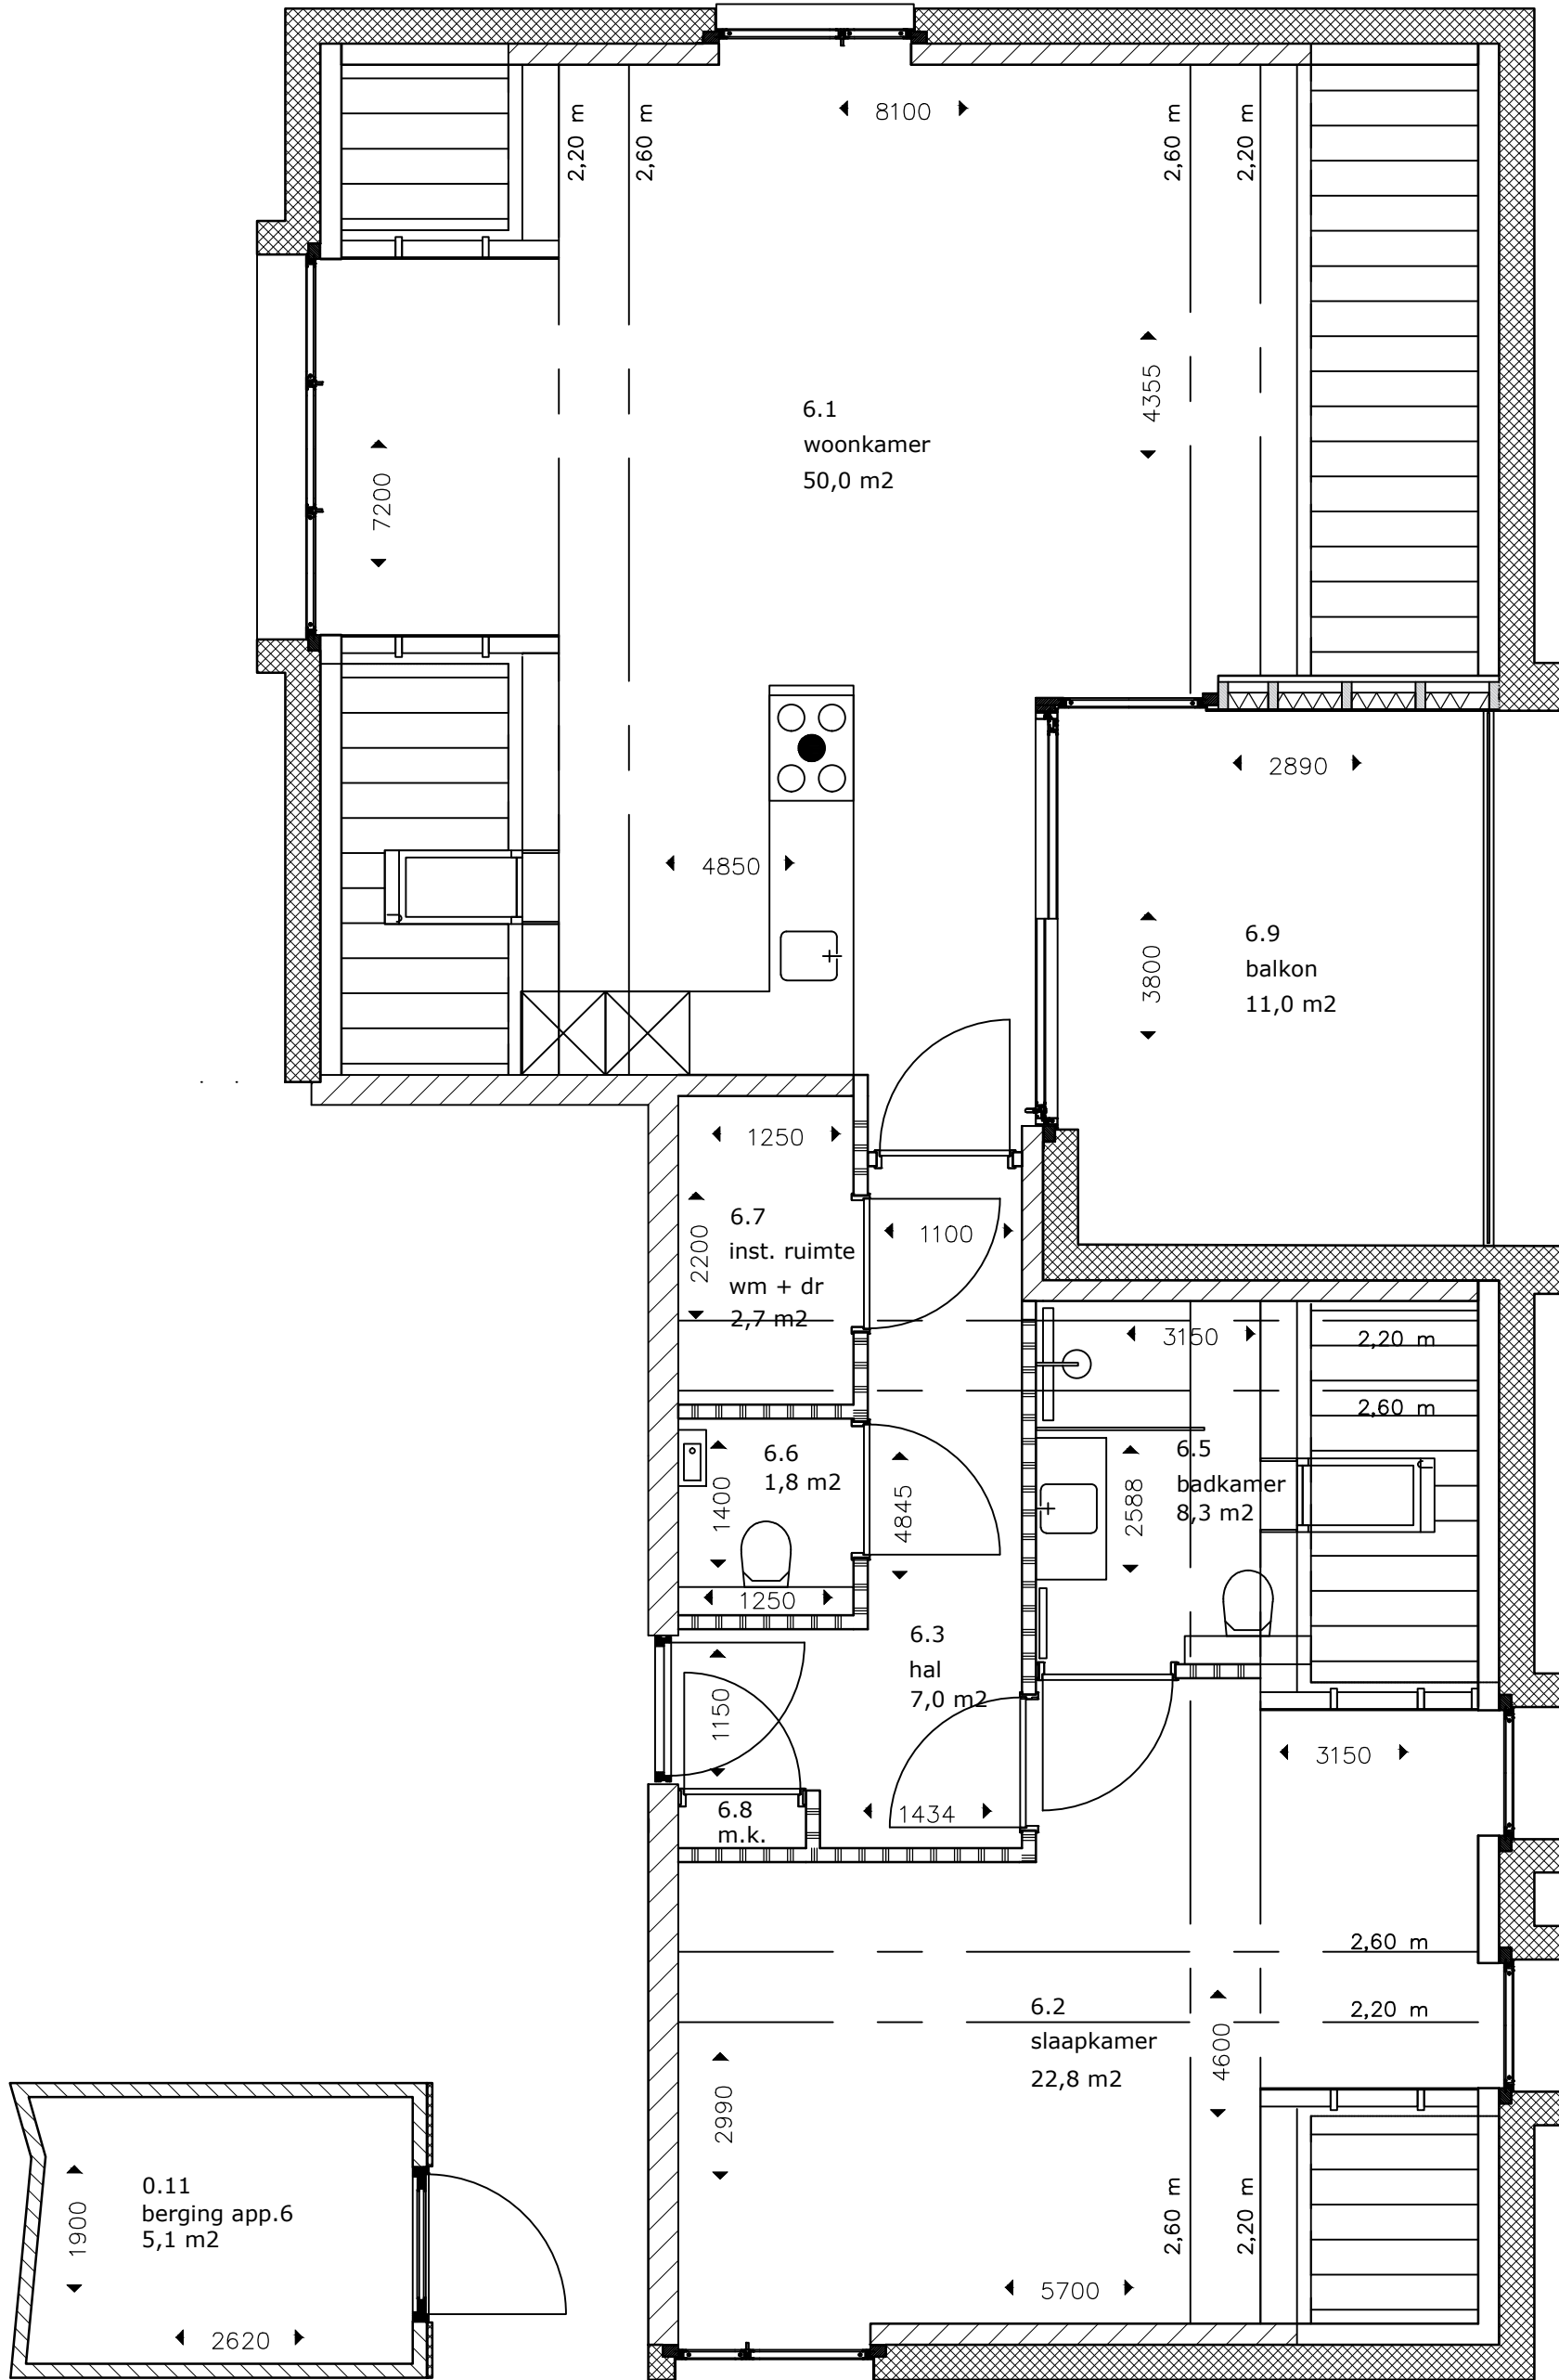 8100
2,20 m
2,60 m
2,60 m
2,20 m
4355
6.1
woonkamer
50,0 m2
7200
2890
4850
6.9
balkon
11,0 m2
3800
1250
6.7
inst. ruimte
wm + dr
2,7 m2
2200
1100
3150
2,20 m
2,60 m
6.6
1,8 m2
1400
1250
4845
2588
6.5
badkamer
8,3 m2
6.3
hal
7,0 m2
1150
3150
6.8
m.k.
1434
2,60 m
2,20 m
6.2
slaapkamer
22,8 m2
4600
2990
2,60 m
2,20 m
5700
0.11
berging app.6
5,1 m2
1900
2620